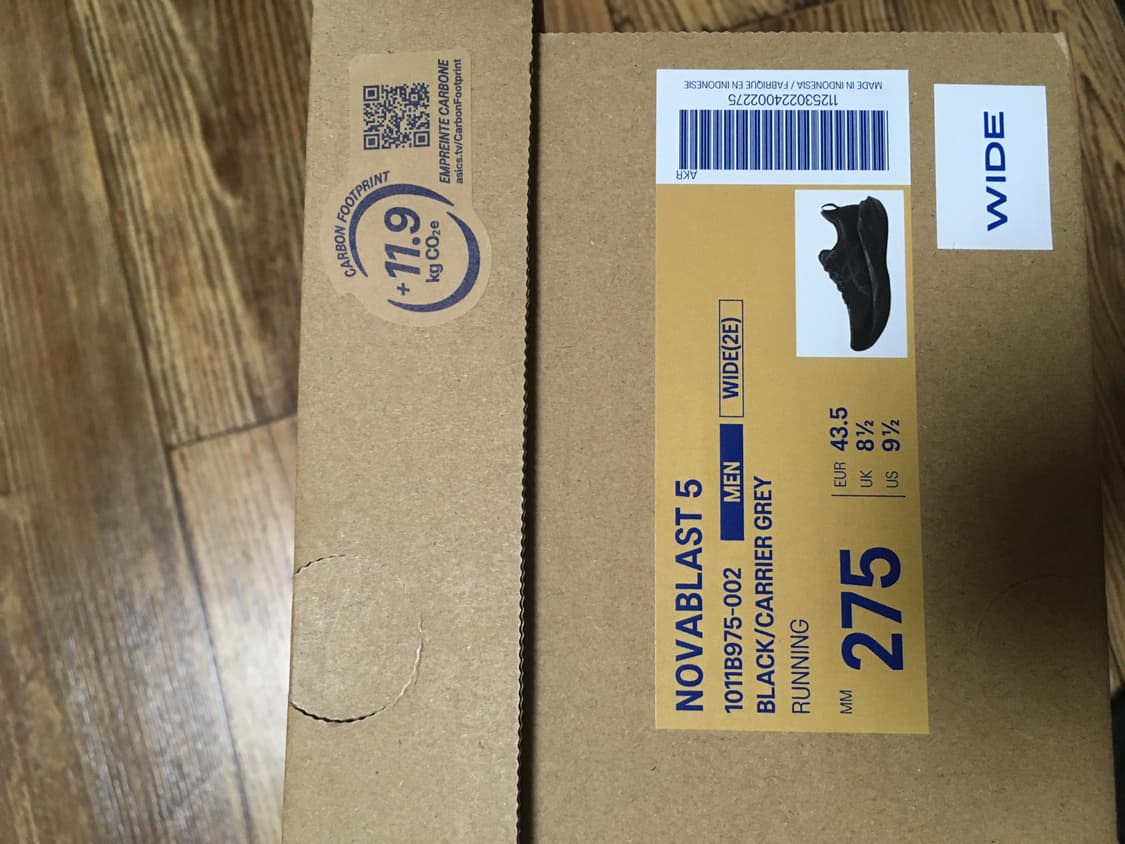 CARBON FOOTPRINT
+11.9
kg CO₂e
EMPREINTE CARBONE
asics.tv/CarbonFootprint
NOVABLAST 5
1011B975-002 MEN WIDE(2E)
BLACK/CARRIER GREY
RUNNING
MM 275
EUR 43.5
UK 8½
US 9½
AKR
112530224002275
MADE IN INDONESIA / FABRIQUE EN INDONESIE
WIDE